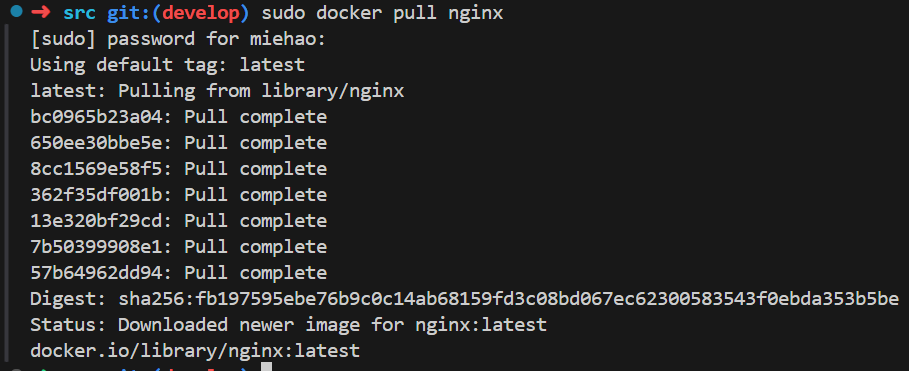 ➜ src git:(develop) sudo docker pull nginx
[sudo] password for miehao:
Using default tag: latest
latest: Pulling from library/nginx
bc0965b23a04: Pull complete
650ee30bbe5e: Pull complete
8cc1569e58f5: Pull complete
362f35df001b: Pull complete
13e320bf29cd: Pull complete
7b50399908e1: Pull complete
57b64962dd94: Pull complete
Digest: sha256:fb197595ebe76b9c0c14ab68159fd3c08bd067ec62300583543f0ebda353b5be
Status: Downloaded newer image for nginx:latest
docker.io/library/nginx:latest